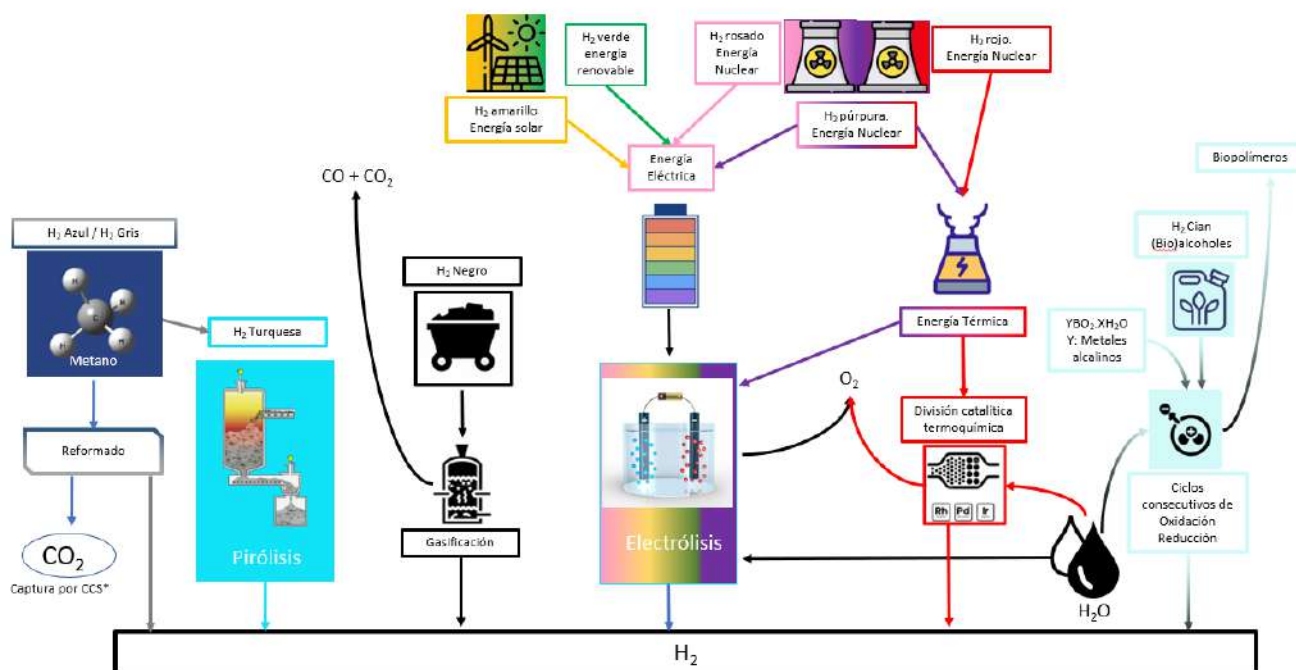 H₂ verde
energía
renovable
H₂ rosado
Energía
Nuclear
H₂ rojo.
Energía Nuclear
H₂ amarillo
Energía solar
H₂ púrpura.
Energía Nuclear
Energía
Eléctrica
Biopolímeros
CO + CO₂
H₂ Azul / H₂ Gris
H
H
C
H
H
Metano
H₂ Turquesa
H₂ Negro
H₂ Cian
(Bio)alcoholes
Energía Térmica
YBO₂.XH₂O
Y: Metales
alcalinos
O₂
División catalítica
termoquímica
Rh Pd Ir
Reformado
CO₂
Captura por CCS*
Pirólisis
Gasificación
Electrólisis
Ciclos
consecutivos de
Oxidación
Reducción
H₂O
H₂